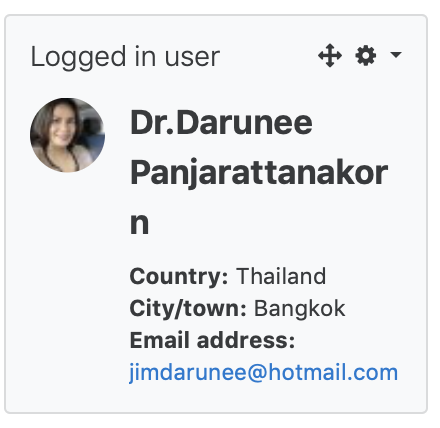 Logged in user
Dr.Darunee
Panjarattanakor
n
Country: Thailand
City/town: Bangkok
Email address:
jimdarunee@hotmail.com